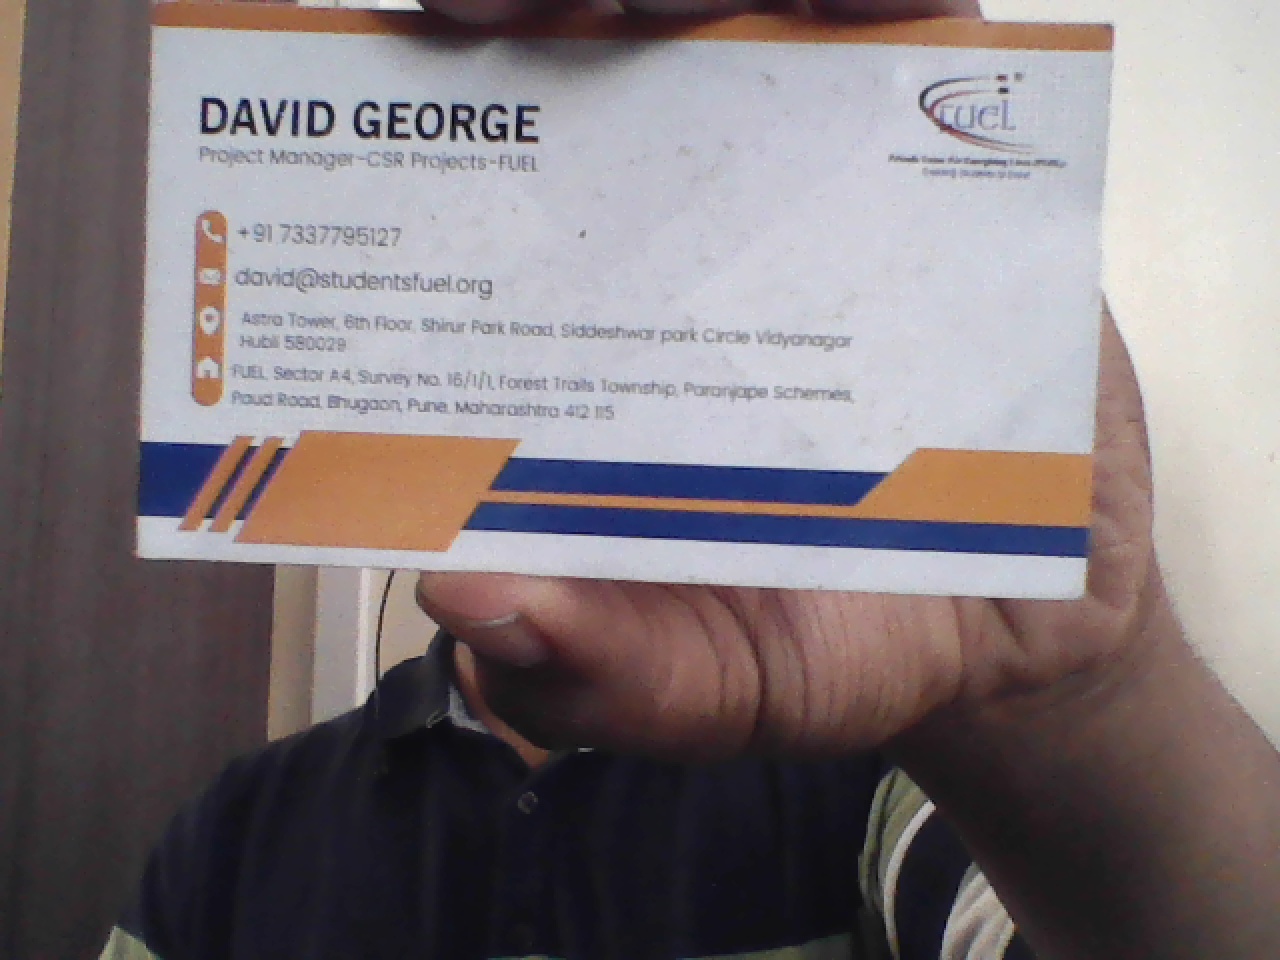 DAVID GEORGE
Project Manager-CSR Projects-FUEL
FUEL
+91 7337795127
david@studentsfuel.org
Astra Tower, 6th Floor, Shirur Park Road, Siddeshwar park Circle Vidyanagar
Hubli 580029
FUEL, Sector A4, Survey No. 16/1/1, Forest Trails Township, Paranjape Schemes,
Paud Road, Bhugaon, Pune, Maharashtra 412 115